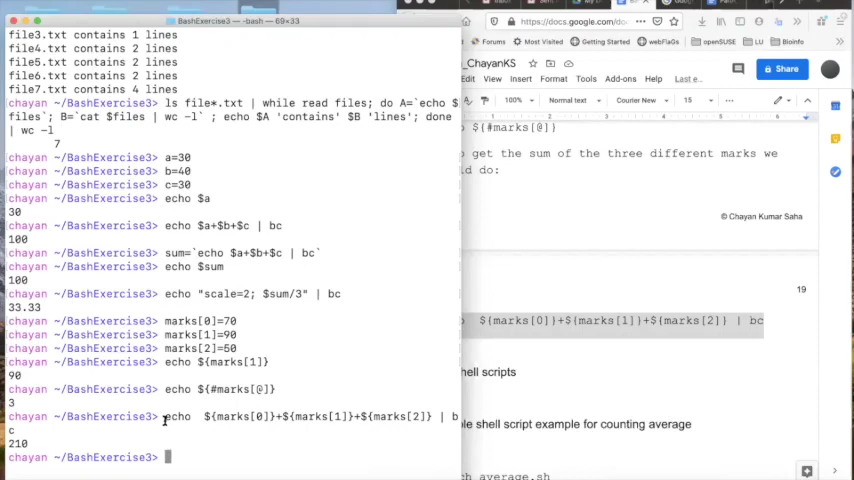 BashExercise3 — -bash — 69×33
file3.txt contains 1 lines
file4.txt contains 2 lines
file5.txt contains 2 lines
file6.txt contains 2 lines
file7.txt contains 4 lines
chayan ~/BashExercise3> ls file*.txt | while read files; do A=`echo $
files`; B=`cat $files | wc -l` ; echo $A 'contains' $B 'lines'; done
| wc -l
7
chayan ~/BashExercise3> a=30
chayan ~/BashExercise3> b=40
chayan ~/BashExercise3> c=30
chayan ~/BashExercise3> echo $a
30
chayan ~/BashExercise3> echo $a+$b+$c | bc
100
chayan ~/BashExercise3> sum=`echo $a+$b+$c | bc`
chayan ~/BashExercise3> echo $sum
100
chayan ~/BashExercise3> echo "scale=2; $sum/3" | bc
33.33
chayan ~/BashExercise3> marks[0]=70
chayan ~/BashExercise3> marks[1]=90
chayan ~/BashExercise3> marks[2]=50
chayan ~/BashExercise3> echo ${marks[1]}
90
chayan ~/BashExercise3> echo ${#marks[@]}
3
chayan ~/BashExercise3> echo  ${marks[0]}+${marks[1]}+${marks[2]} | b
c
210
chayan ~/BashExercise3>
https://docs.google.com/do
Forums Most Visited Getting Started webFlaGs openSUSE LU Bioinfo
_ChayanKS
Share
Edit View Insert Format Tools Add-ons Help Last e...
100% Normal text Courier New 15
1 2 3 4 5 6
${#marks[@]}
to get the sum of the three different marks we
ld do:
© Chayan Kumar Saha
19
${marks[0]}+${marks[1]}+${marks[2]} | bc
hell scripts
ple shell script example for counting average
ch average.sh